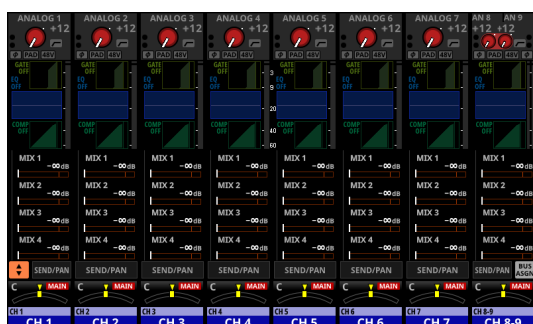 ANALOG 1 ANALOG 2 ANALOG 3 ANALOG 4 ANALOG 5 ANALOG 6 ANALOG 7 AN 8 AN 9
+12 +12 +12 +12 +12 +12 +12 +12 +12
Ø PAD 48V Ø PAD 48V Ø PAD 48V Ø PAD 48V Ø PAD 48V Ø PAD 48V Ø PAD 48V Ø PAD 48V Ø
GATE GATE GATE GATE GATE GATE GATE GATE
OFF OFF OFF OFF 3 OFF OFF OFF OFF
EQ EQ EQ EQ 9 EQ EQ EQ EQ
OFF OFF OFF OFF OFF OFF OFF OFF
20
COMP COMP COMP COMP COMP COMP COMP COMP
OFF OFF OFF OFF 40 OFF OFF OFF OFF
60
MIX 1 MIX 1 MIX 1 MIX 1 MIX 1 MIX 1 MIX 1 MIX 1
-∞dB -∞dB -∞dB -∞dB -∞dB -∞dB -∞dB -∞dB
MIX 2 MIX 2 MIX 2 MIX 2 MIX 2 MIX 2 MIX 2 MIX 2
-∞dB -∞dB -∞dB -∞dB -∞dB -∞dB -∞dB -∞dB
MIX 3 MIX 3 MIX 3 MIX 3 MIX 3 MIX 3 MIX 3 MIX 3
-∞dB -∞dB -∞dB -∞dB -∞dB -∞dB -∞dB -∞dB
MIX 4 MIX 4 MIX 4 MIX 4 MIX 4 MIX 4 MIX 4 MIX 4
-∞dB -∞dB -∞dB -∞dB -∞dB -∞dB -∞dB -∞dB
SEND/PAN SEND/PAN SEND/PAN SEND/PAN SEND/PAN SEND/PAN SEND/PAN SEND/PAN BUS
ASGN
C MAIN C MAIN C MAIN C MAIN C MAIN C MAIN C MAIN C MAIN
CH 1 CH 2 CH 3 CH 4 CH 5 CH 6 CH 7 CH 8-9
CH 1 CH 2 CH 3 CH 4 CH 5 CH 6 CH 7 CH 8-9